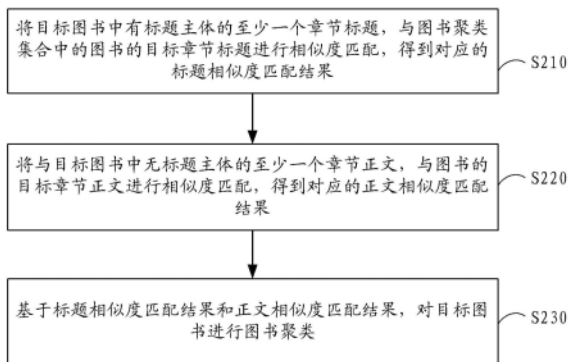 将目标图书中有标题主体的至少一个章节标题，与图书聚类
集合中的图书的目标章节标题进行相似度匹配，得到对应的
标题相似度匹配结果
S210
将与目标图书中无标题主体的至少一个章节正文，与图书的
目标章节正文进行相似度匹配，得到对应的正文相似度匹配
结果
S220
基于标题相似度匹配结果和正文相似度匹配结果，对目标图
书进行图书聚类
S230